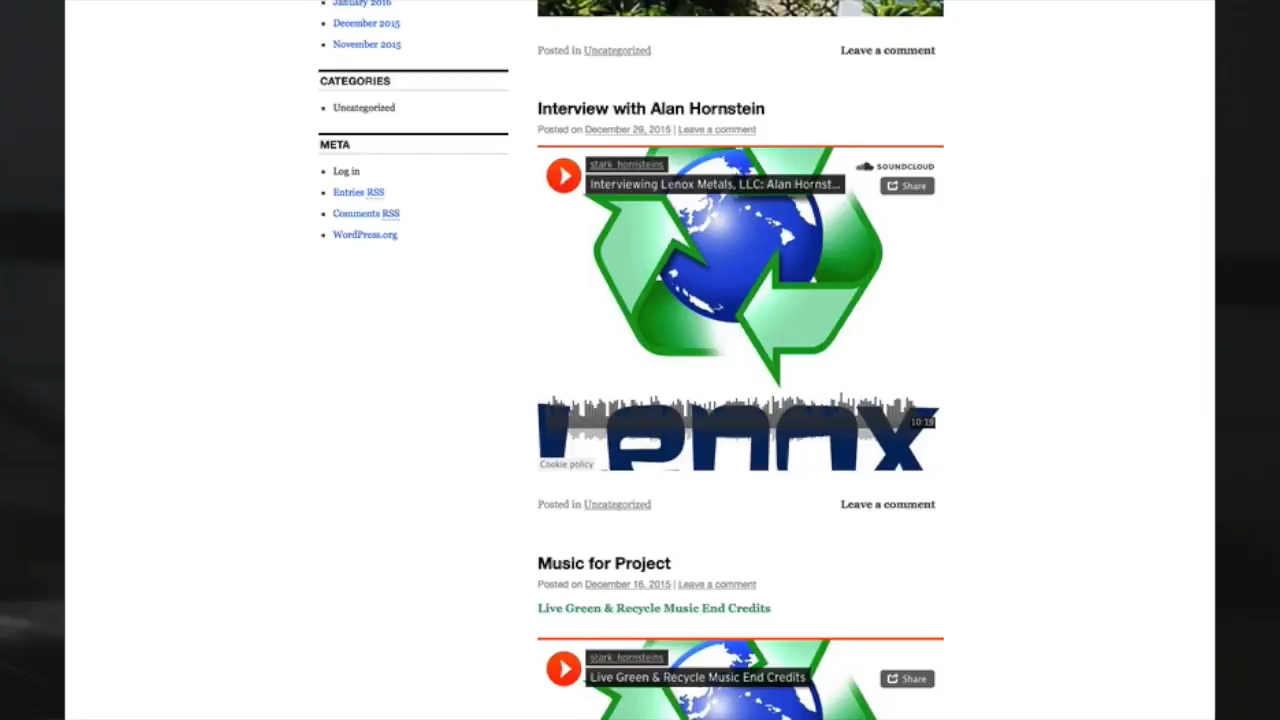 January 2016
December 2015
November 2015
CATEGORIES
Uncategorized
META
Log in
Entries RSS
Comments RSS
WordPress.org
Posted in Uncategorized
Leave a comment
Interview with Alan Hornstein
Posted on December 29, 2015 | Leave a comment
stark_hornsteins
SOUNDCLOUD
Interviewing Lenox Metals, LLC: Alan Hornst...
Share
Lenox
10:19
Cookie policy
Posted in Uncategorized
Leave a comment
Music for Project
Posted on December 16, 2015 | Leave a comment
Live Green & Recycle Music End Credits
stark_hornsteins
Live Green & Recycle Music End Credits
Share